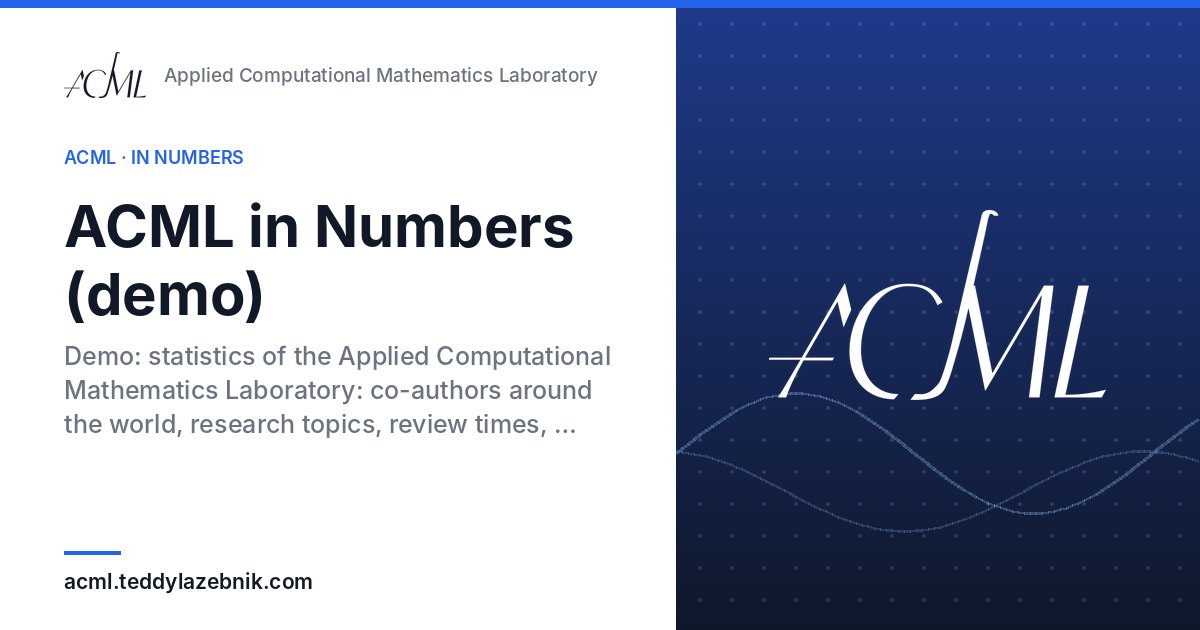 ACML
Applied Computational Mathematics Laboratory
ACML · IN NUMBERS
ACML in Numbers
(demo)
Demo: statistics of the Applied Computational
Mathematics Laboratory: co-authors around
the world, research topics, review times, ...
acml.teddylazebnik.com
ACML